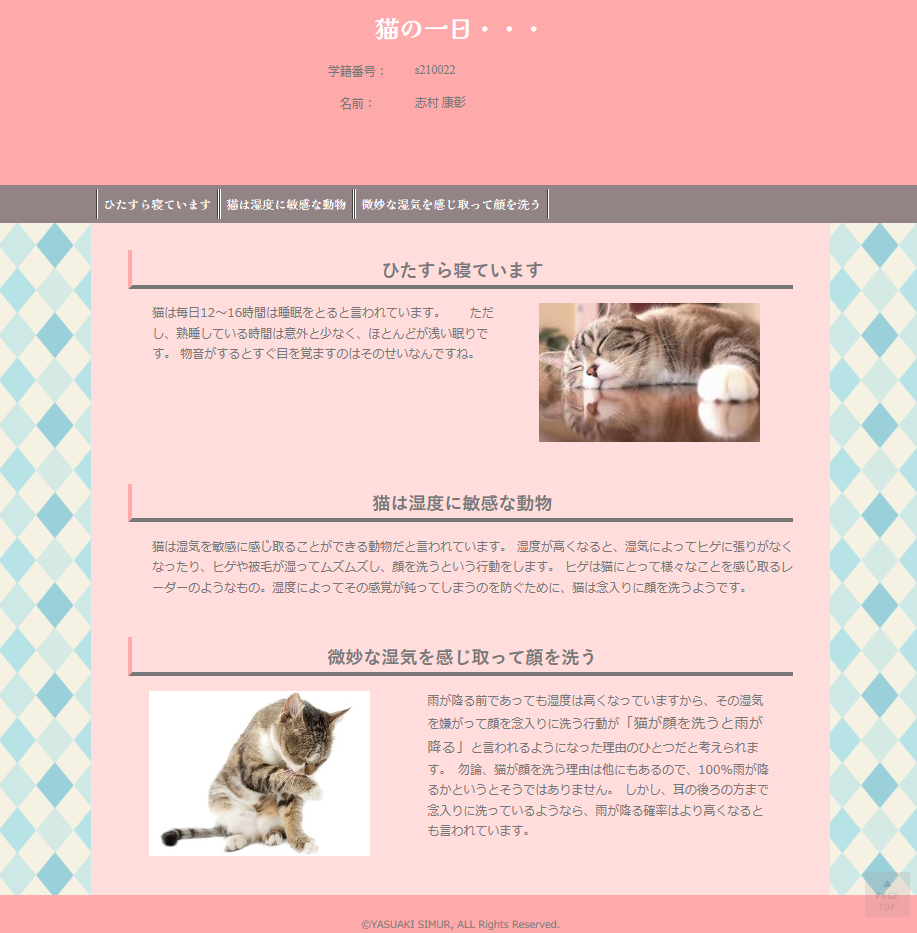 猫の一日・・・
学籍番号： s210022
名前： 志村 康彰
ひたすら寝ています 猫は湿度に敏感な動物 微妙な湿気を感じ取って顔を洗う
ひたすら寝ています
猫は毎日12～16時間は睡眠をとると言われています。　　ただ
し、熟睡している時間は意外と少なく、ほとんどが浅い眠りで
す。 物音がするとすぐ目を覚ますのはそのせいなんですね。
猫は湿度に敏感な動物
猫は湿気を敏感に感じ取ることができる動物だと言われています。 湿度が高くなると、湿気によってヒゲに張りがなく
なったり、ヒゲや被毛が湿ってムズムズし、顔を洗うという行動をします。 ヒゲは猫にとって様々なことを感じ取るレ
ーダーのようなもの。湿度によってその感覚が鈍ってしまうのを防ぐために、猫は念入りに顔を洗うようです。
微妙な湿気を感じ取って顔を洗う
雨が降る前であっても湿度は高くなっていますから、その湿気
を嫌がって顔を念入りに洗う行動が「猫が顔を洗うと雨が
降る」と言われるようになった理由のひとつだと考えられま
す。 勿論、猫が顔を洗う理由は他にもあるので、100%雨が降
るかというとそうではありません。 しかし、耳の後ろの方まで
念入りに洗っているようなら、雨が降る確率はより高くなると
も言われています。
▲
PAGE
TOP
©YASUAKI SIMUR, ALL Rights Reserved.